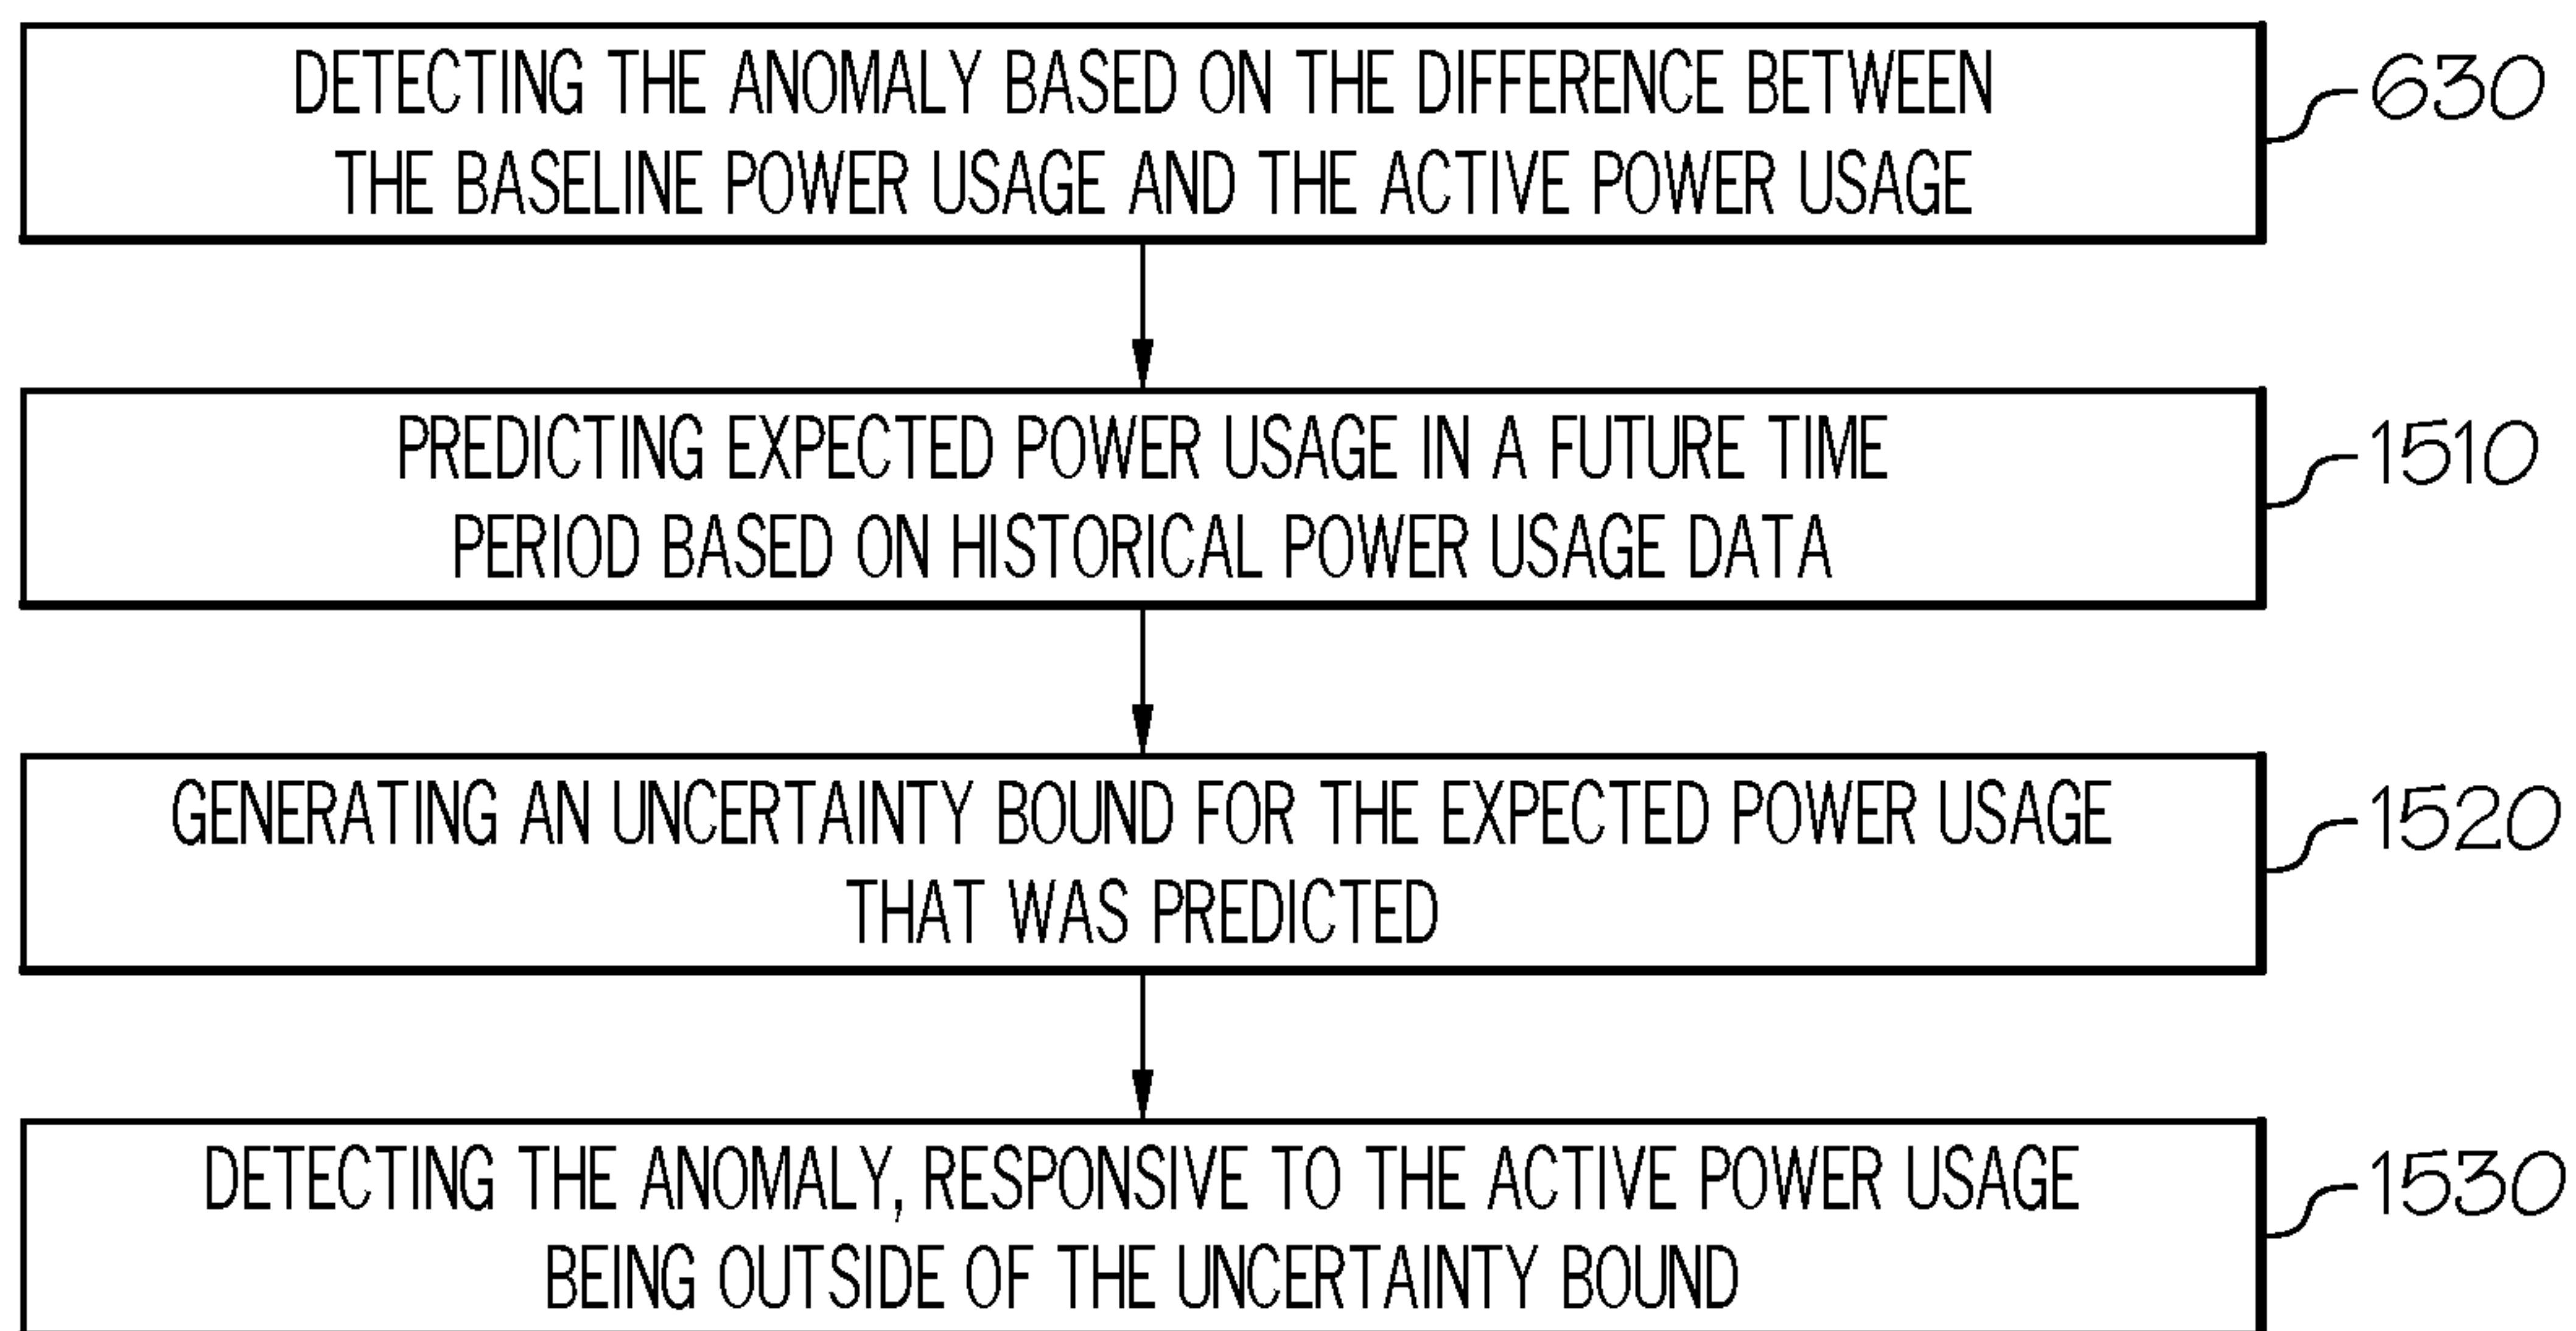 DETECTING THE ANOMALY BASED ON THE DIFFERENCE BETWEEN
THE BASELINE POWER USAGE AND THE ACTIVE POWER USAGE
630
PREDICTING EXPECTED POWER USAGE IN A FUTURE TIME
PERIOD BASED ON HISTORICAL POWER USAGE DATA
1510
GENERATING AN UNCERTAINTY BOUND FOR THE EXPECTED POWER USAGE
THAT WAS PREDICTED
1520
DETECTING THE ANOMALY, RESPONSIVE TO THE ACTIVE POWER USAGE
BEING OUTSIDE OF THE UNCERTAINTY BOUND
1530